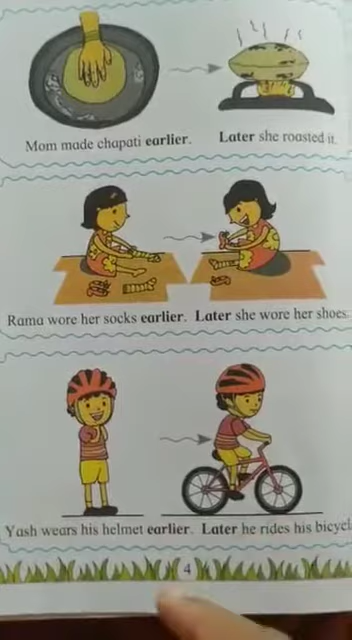 Mom made chapati earlier. Later she roasted it.
Rama wore her socks earlier. Later she wore her shoes.
Yash wears his helmet earlier. Later he rides his
4